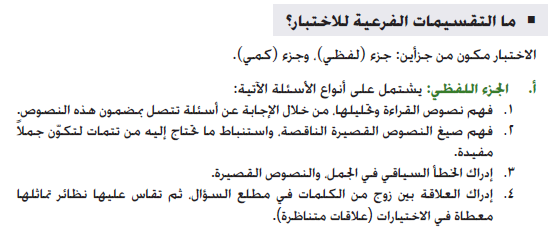 ▪ ما التقسيمات الفرعية للاختبار؟
الاختبار مكون من جزأين: جزء (لفظي)، وجزء (كمي).
أ. الجزء اللفظي: يشتمل على أنواع الأسئلة الآتية:
١. فهم نصوص القراءة وتحليلها، من خلال الإجابة عن أسئلة تتصل بمضمون هذه النصوص.
٢. فهم صيغ النصوص القصيرة الناقصة، واستنباط ما تحتاج إليه من تتمات لتكوّن جملاً
مفيدة.
٣. إدراك الخطأ السياقي في الجمل، والنصوص القصيرة.
٤. إدراك العلاقة بين زوج من الكلمات في مطلع السؤال، ثم تقاس عليها نظائر تماثلها
معطاة في الاختيارات (علاقات متناظرة).